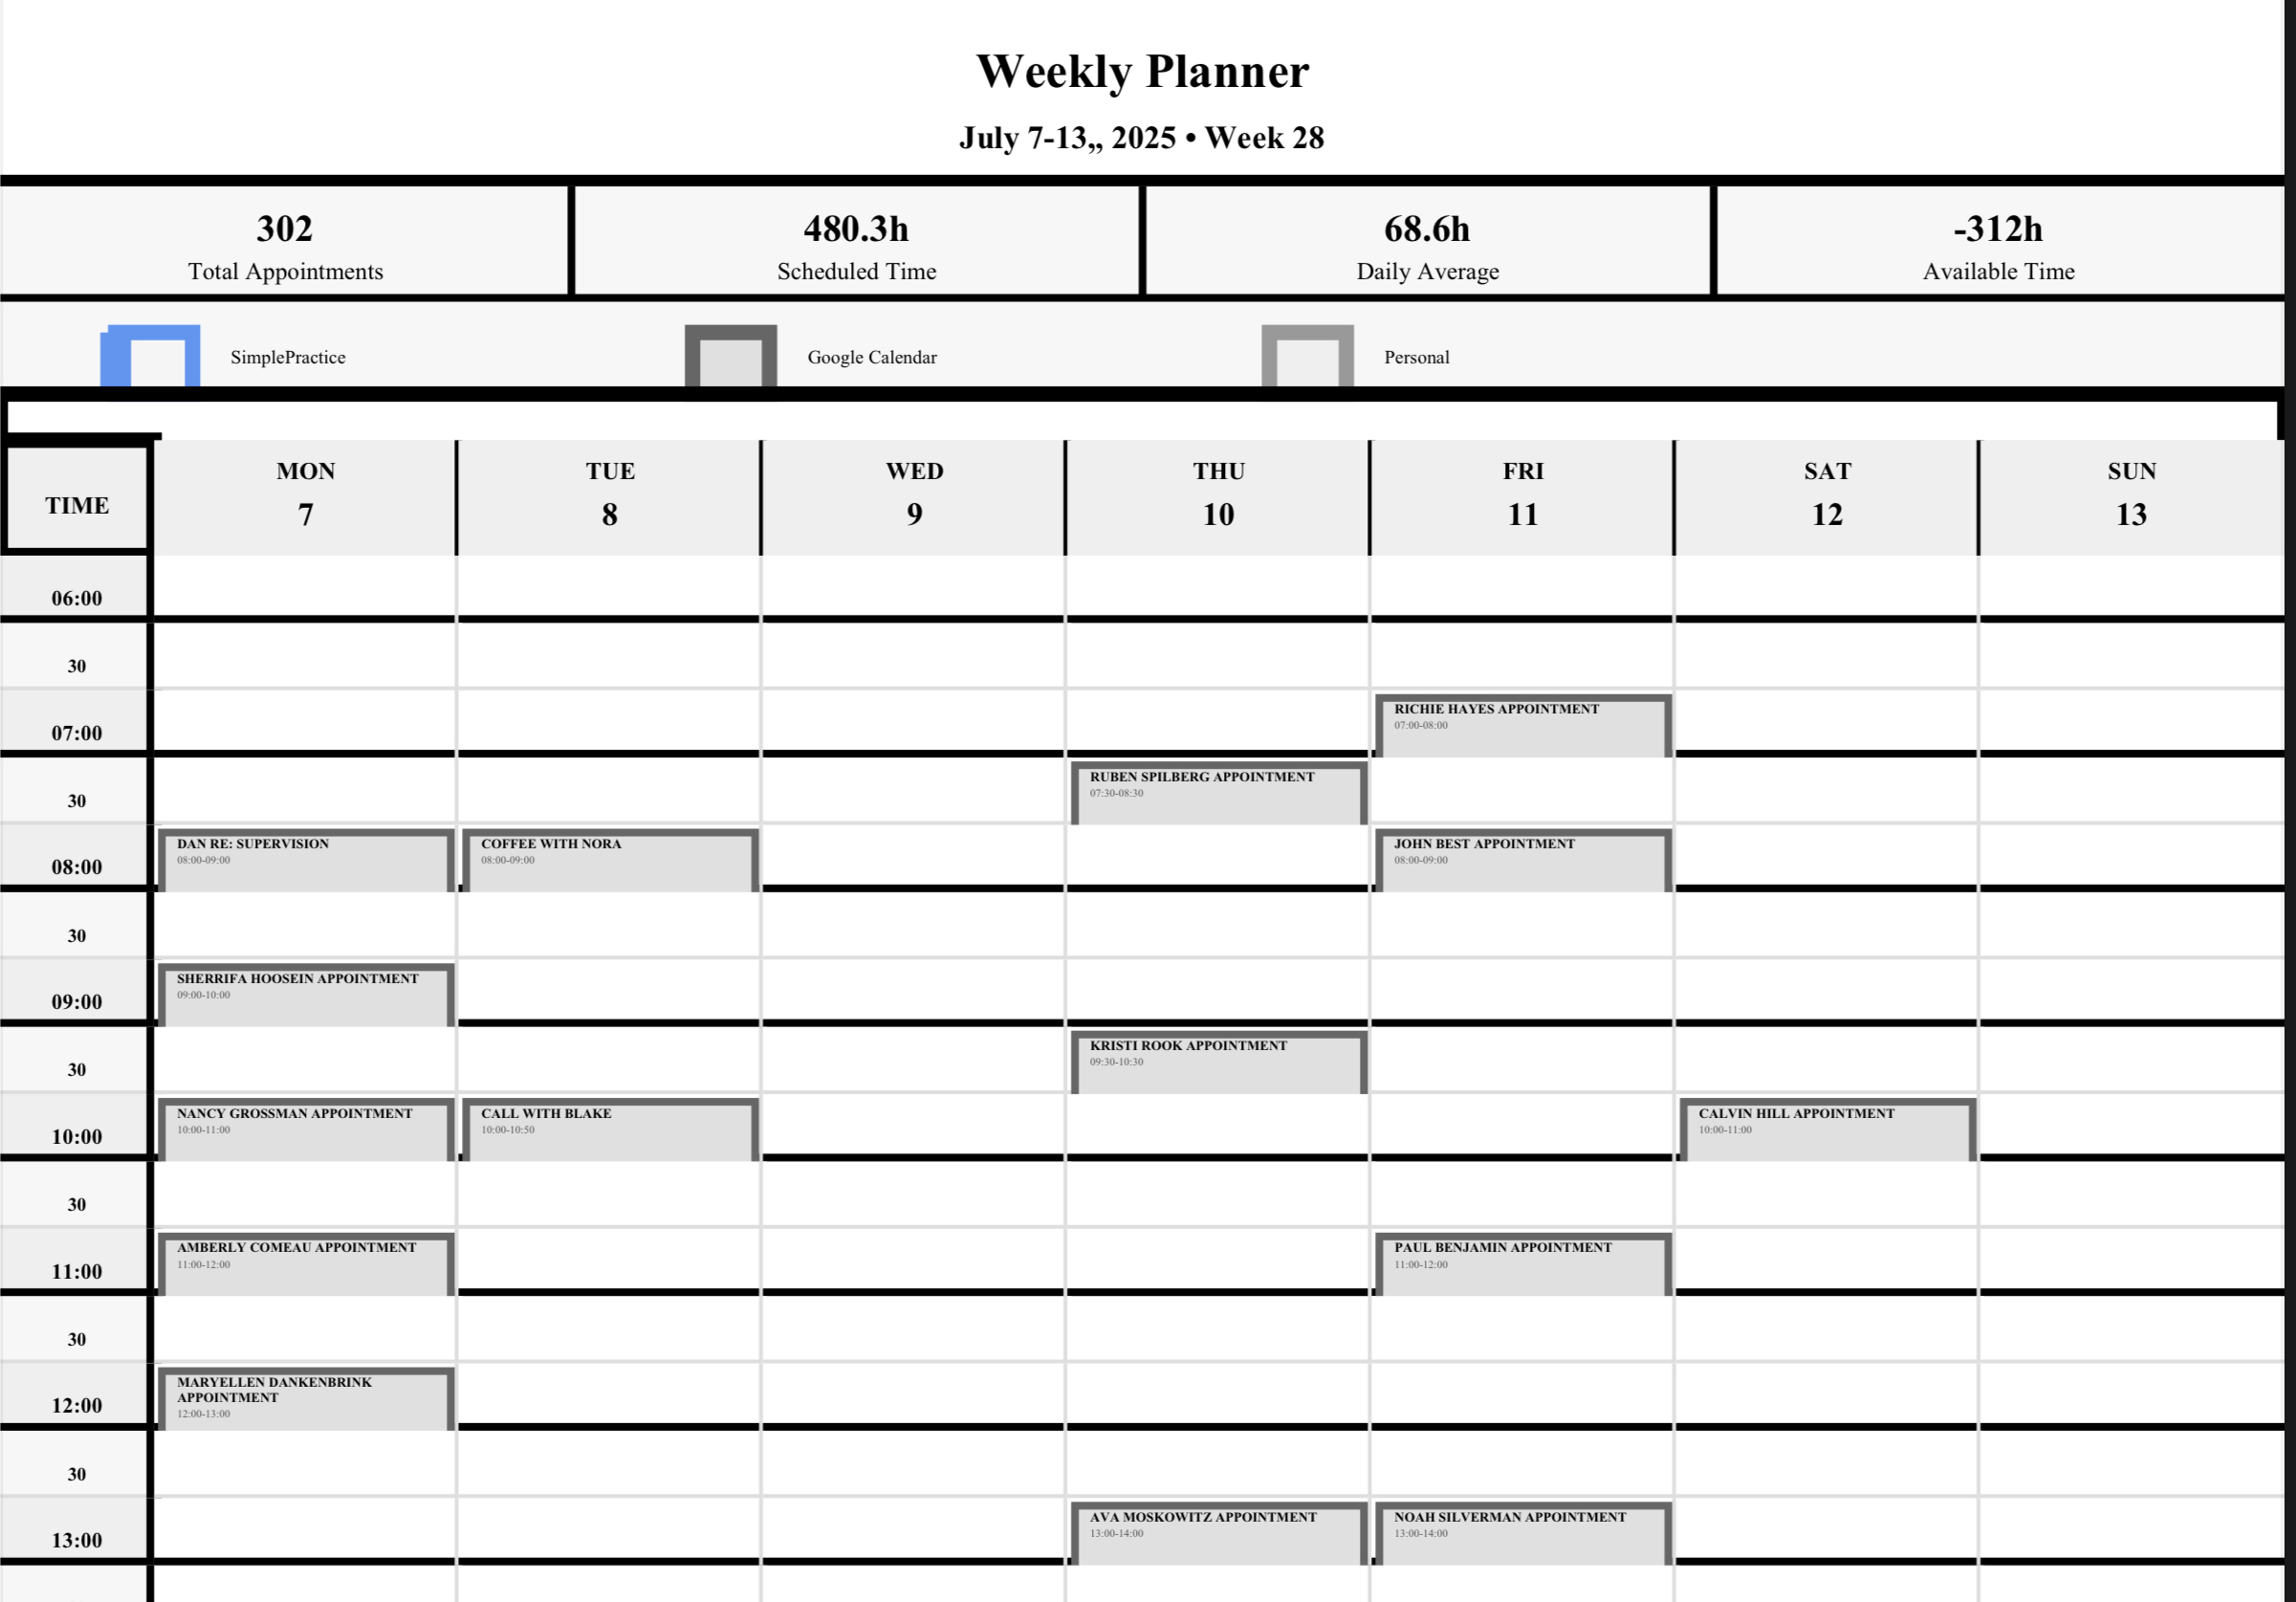 Weekly Planner
July 7-13,, 2025 • Week 28
302
Total Appointments
480.3h
Scheduled Time
68.6h
Daily Average
-312h
Available Time
SimplePractice
Google Calendar
Personal
TIME
MON
7
TUE
8
WED
9
THU
10
FRI
11
SAT
12
SUN
13
06:00
30
07:00
RICHIE HAYES APPOINTMENT
07:00-08:00
30
RUBEN SPILBERG APPOINTMENT
07:30-08:30
08:00
DAN RE: SUPERVISION
08:00-09:00
COFFEE WITH NORA
08:00-09:00
JOHN BEST APPOINTMENT
08:00-09:00
30
09:00
SHERRIFA HOOSEIN APPOINTMENT
09:00-10:00
30
KRISTI ROOK APPOINTMENT
09:30-10:30
10:00
NANCY GROSSMAN APPOINTMENT
10:00-11:00
CALL WITH BLAKE
10:00-10:50
CALVIN HILL APPOINTMENT
10:00-11:00
30
11:00
AMBERLY COMEAU APPOINTMENT
11:00-12:00
PAUL BENJAMIN APPOINTMENT
11:00-12:00
30
12:00
MARYELLEN DANKENBRINK
APPOINTMENT
12:00-13:00
30
13:00
AVA MOSKOWITZ APPOINTMENT
13:00-14:00
NOAH SILVERMAN APPOINTMENT
13:00-14:00